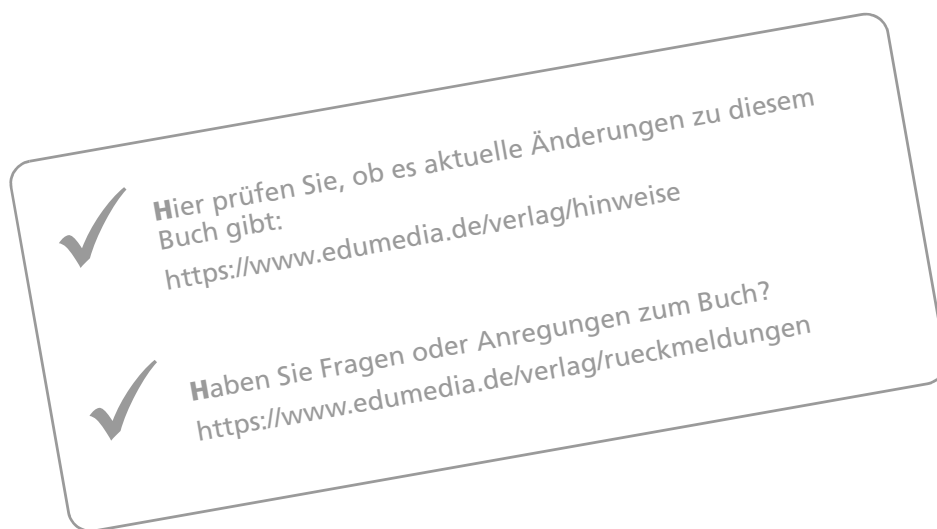 Hier prüfen Sie, ob es aktuelle Änderungen zu diesem
Buch gibt:
https://www.edumedia.de/verlag/hinweise
Haben Sie Fragen oder Anregungen zum Buch?
https://www.edumedia.de/verlag/rueckmeldungen